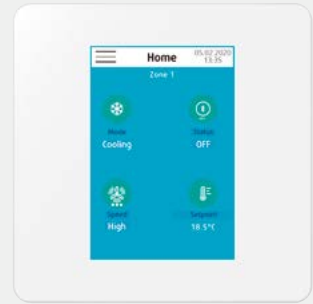 Home
05.02.2020
13:35
Zone 1
Mode
Cooling
Status
OFF
Speed
High
Setpoint
18.5°C